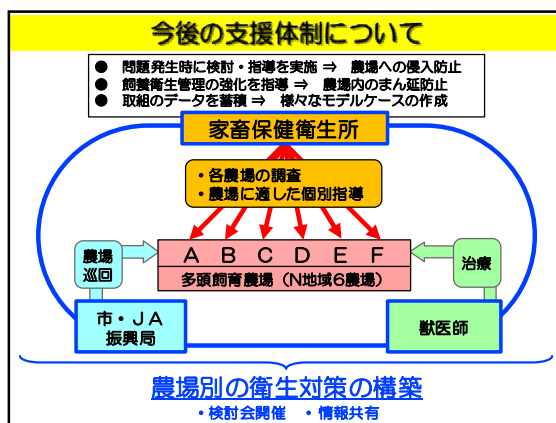 今後の支援体制について
● 問題発生時に検討・指導を実施 ⇒ 農場への侵入防止
● 飼養衛生管理の強化を指導 ⇒ 農場内のまん延防止
● 取組のデータを蓄積 ⇒ 様々なモデルケースの作成
家畜保健衛生所
・各農場の調査
・農場に適した個別指導
A B C D E F
多頭飼育農場(N地域6農場)
農場
巡回
治療
市・JA
振興局
獣医師
農場別の衛生対策の構築
・検討会開催 ・情報共有